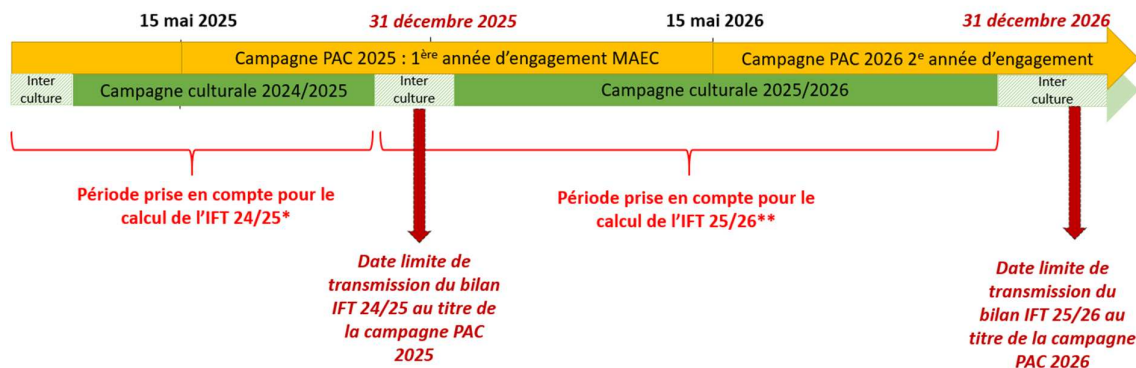 15 mai 2025
31 décembre 2025
15 mai 2026
31 décembre 2026
Campagne PAC 2025 : 1ère année d’engagement MAEC
Campagne PAC 2026 2e année d’engagement
Inter
culture
Campagne culturale 2024/2025
Inter
culture
Campagne culturale 2025/2026
Inter
culture
Période prise en compte pour le
calcul de l’IFT 24/25*
Période prise en compte pour le
calcul de l’IFT 25/26**
Date limite de
transmission du bilan
IFT 24/25 au titre de
la campagne PAC
2025
Date limite de
transmission du
bilan IFT 25/26 au
titre de la campagne
PAC 2026